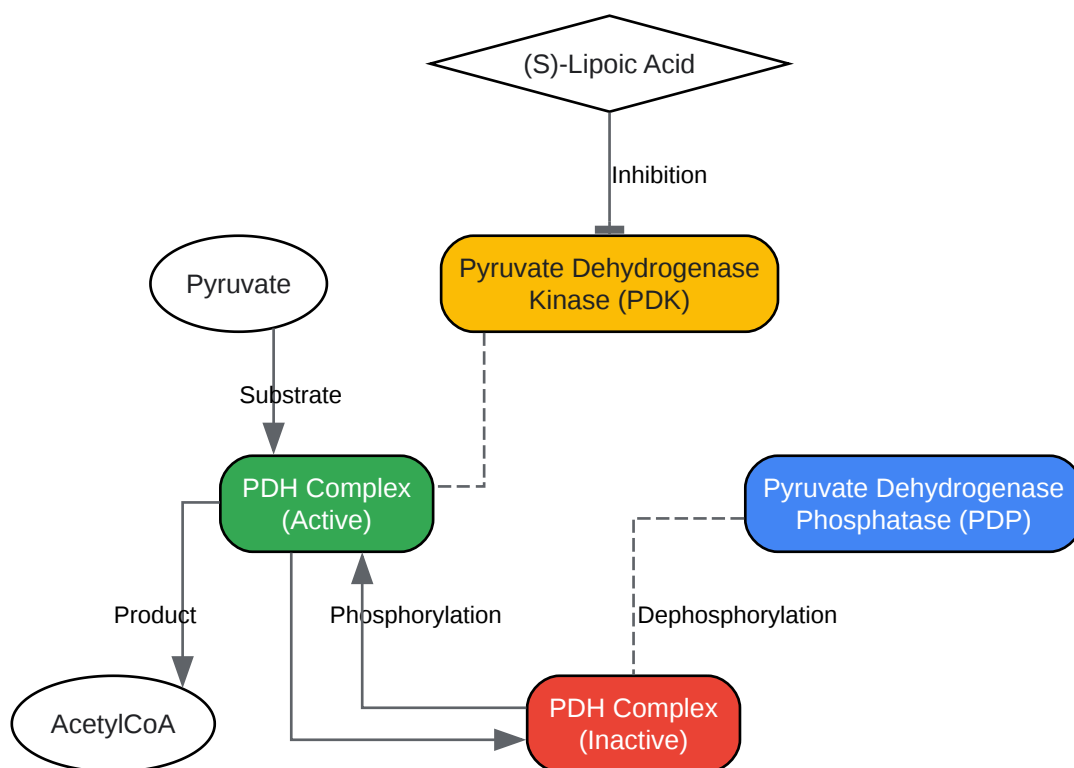 (S)-Lipoic Acid
Inhibition
Pyruvate
Pyruvate Dehydrogenase
Kinase (PDK)
Substrate
PDH Complex
(Active)
Pyruvate Dehydrogenase
Phosphatase (PDP)
Product
Phosphorylation
Dephosphorylation
AcetylCoA
PDH Complex
(Inactive)